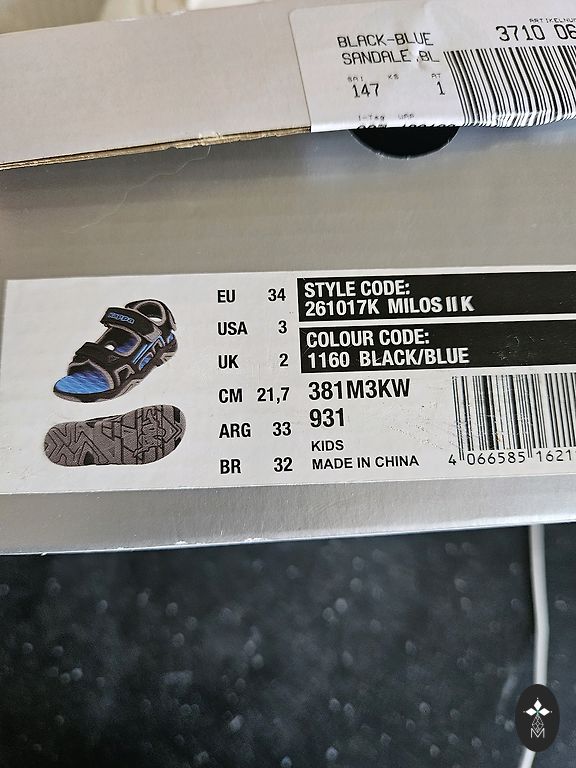 ARTIKELNU
BLACK-BLUE 3710 06
SANDALE BL
147 1
KAPPA
EU 34
USA 3
UK 2
CM 21,7
ARG 33
BR 32
STYLE CODE:
261017K MILOS II K
COLOUR CODE:
1160 BLACK/BLUE
381M3KW
931
KIDS
MADE IN CHINA
4 066585 1621
M